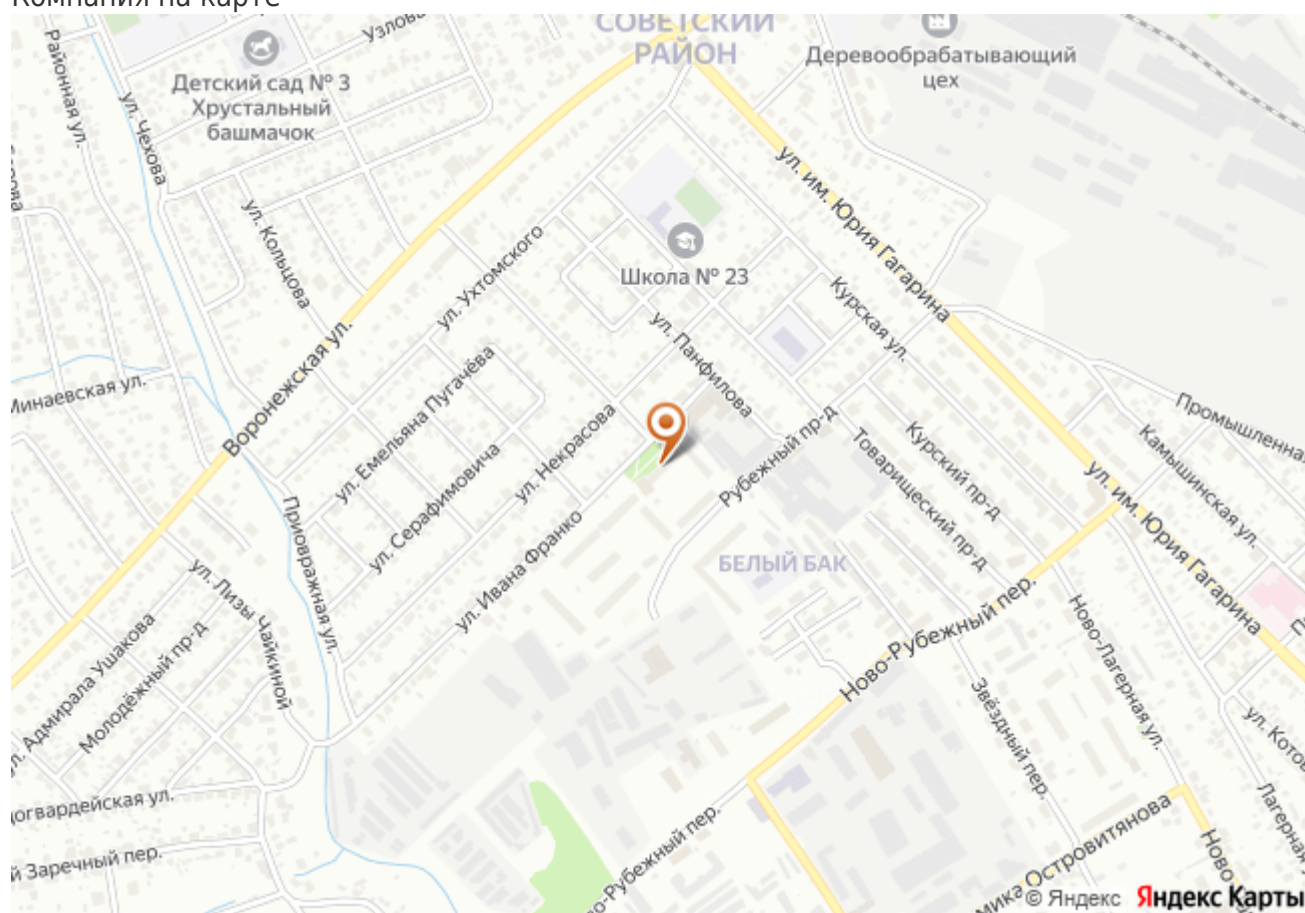 Компания на карте
СОВЕТСКИЙ
РАЙОН
Деревообрабатывающий
цех
Районная ул.
ул. Чехова
Детский сад № 3
Хрустальный
башмачок
ул. Кольцова
ул. Ухтомского
Школа № 23
ул. им. Юрия Гагарина
Курская ул.
ул. Панфилова
Воронежская ул.
Минаевская ул.
ул. Емельяна Пугачёва
ул. Некрасова
ул. Серафимовича
Рубежный пр-д
Товарищеский пр-д
Курский пр-д
Промышленная
Камышинская ул.
ул. им. Юрия Гагарина
Приовражная ул.
ул. Ивана Франко
БЕЛЫЙ БАК
ул. Лизы Чайкиной
ул. Адмирала Ушакова
Молодёжный пр-д
Ново-Рубежный пер.
Ново-Лагерная ул.
Звёздный пер.
ул. Кото
Лагерная
огвардейская ул.
й Заречный пер.
о-Рубежный пер.
мика Островитянова
Ново
© Яндекс Яндекс Карты